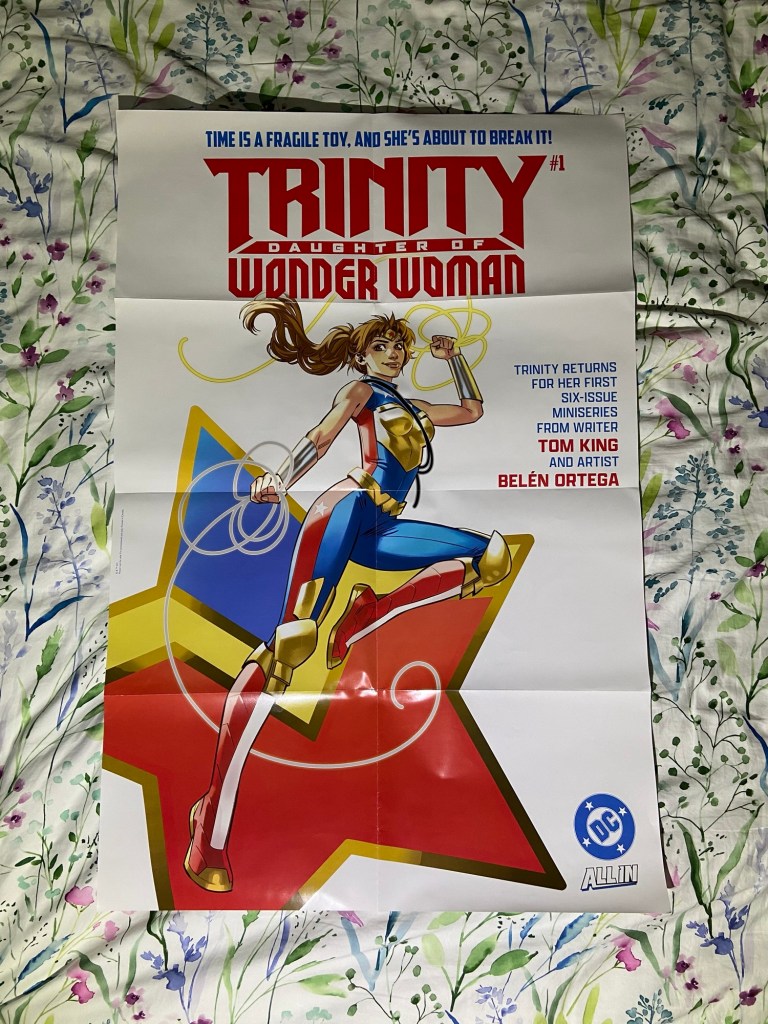 TIME IS A FRAGILE TOY, AND SHE'S ABOUT TO BREAK IT!
TRINITY #1
DAUGHTER OF
WONDER WOMAN
TRINITY RETURNS
FOR HER FIRST
SIX-ISSUE
MINISERIES
FROM WRITER
TOM KING
AND ARTIST
BELÉN ORTEGA
DC
ALL IN